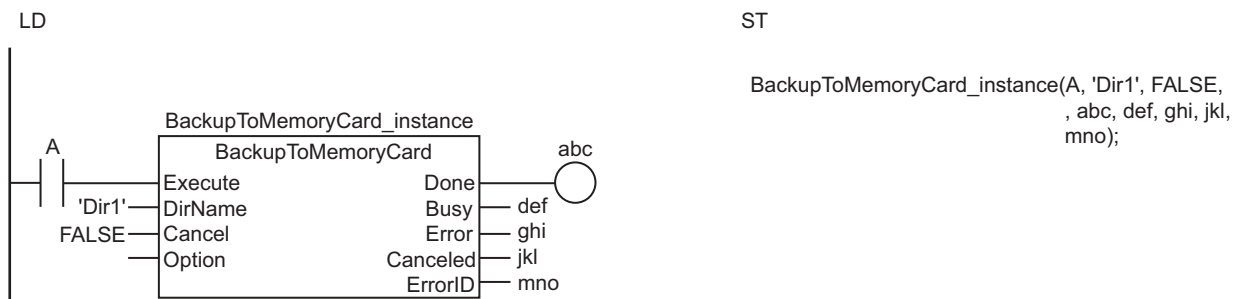 LD
BackupToMemoryCard_instance
BackupToMemoryCard
A
abc
Execute
Done
'Dir1'
DirName
Busy
def
FALSE
Cancel
Error
ghi
Option
Canceled
jkl
ErrorID
mno
ST
BackupToMemoryCard_instance(A, 'Dir1', FALSE,
, abc, def, ghi, jkl,
mno);